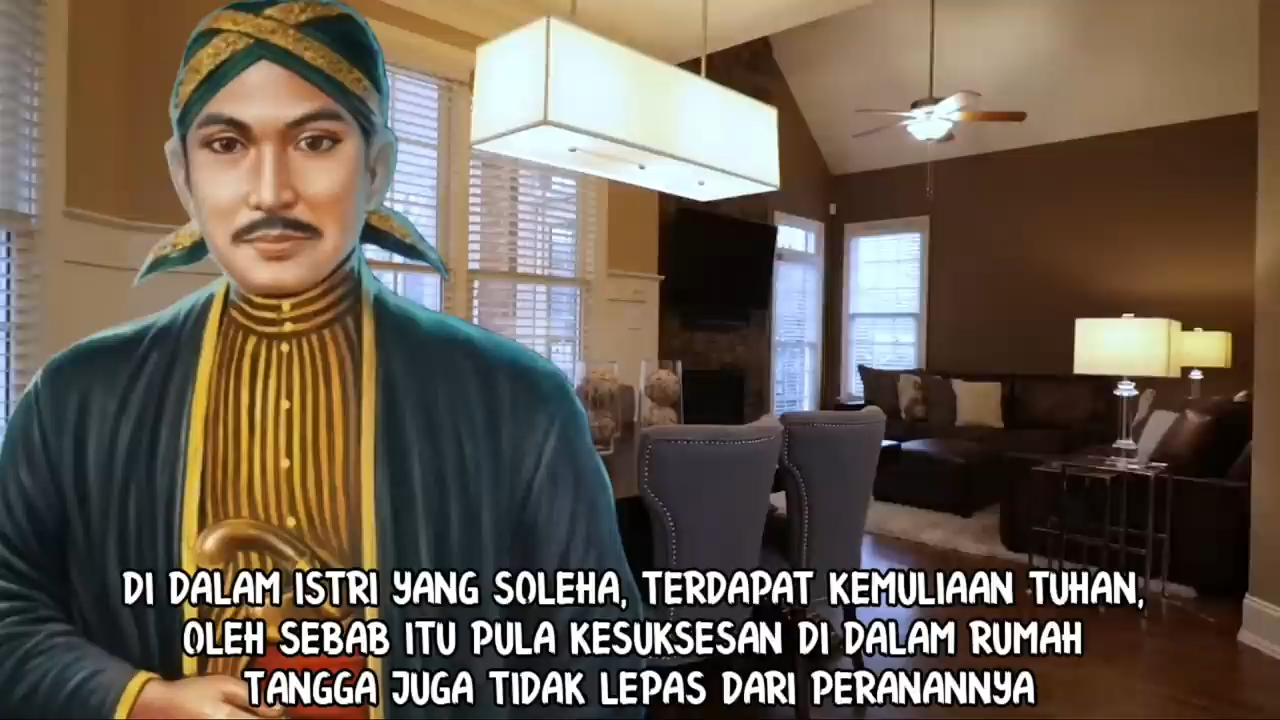 DI DALAM ISTRI YANG SOLEHA, TERDAPAT KEMULIAAN TUHAN,
OLEH SEBAB ITU PULA KESUKSESAN DI DALAM RUMAH
TANGGA JUGA TIDAK LEPAS DARI PERANANNYA